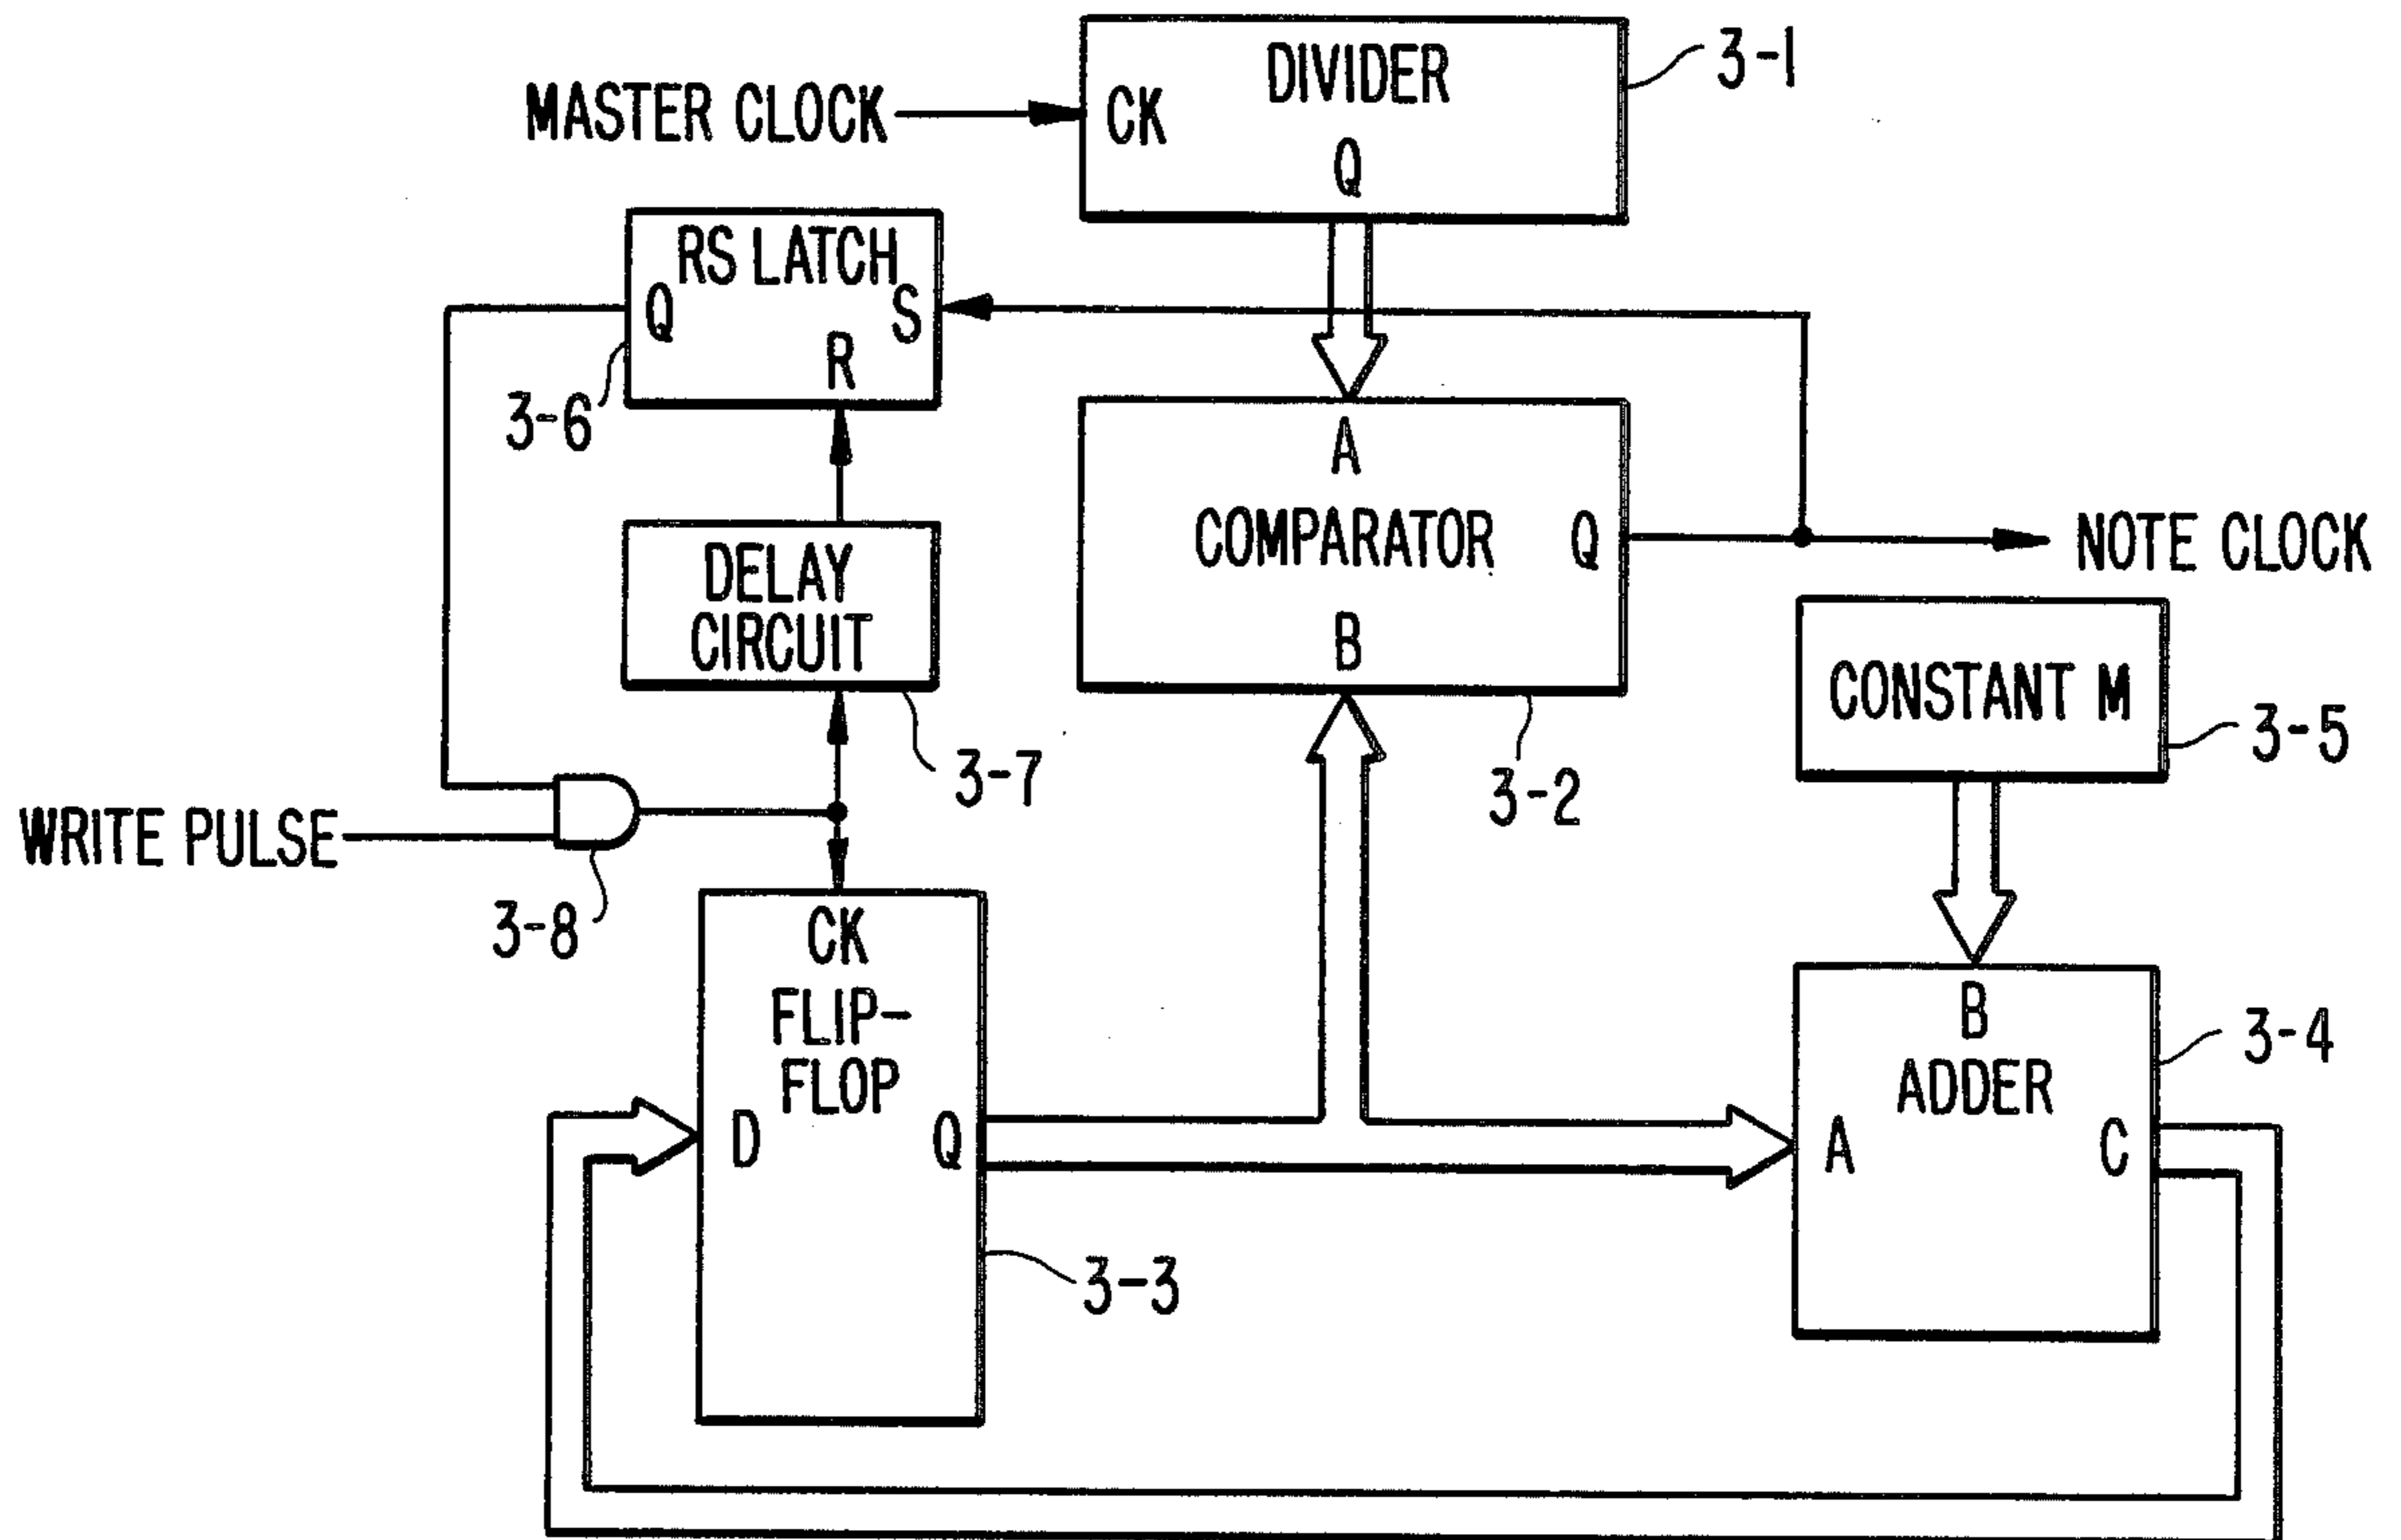 DIVIDER
3-1
MASTER CLOCK
CK
Q
RS LATCH
Q
S
R
3-6
A
COMPARATOR
Q
B
NOTE CLOCK
DELAY
CIRCUIT
3-7
3-2
CONSTANT M
3-5
WRITE PULSE
3-8
CK
FLIP-
FLOP
D
Q
3-3
B
ADDER
A
C
3-4